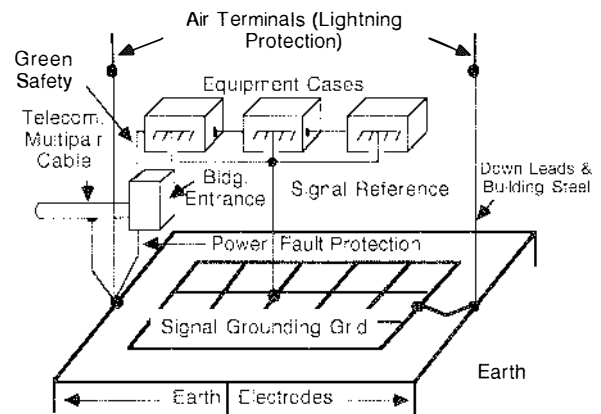 Air Terminals (Lightning
Protection)
Green
Safety
Equipment Cases
Telecom.
Multipair
Cable
Bldg.
Entrance
Signal Reference
Down Leads &
Building Steel
Power Fault Protection
Signal Grounding Grid
Earth
Earth Electrodes